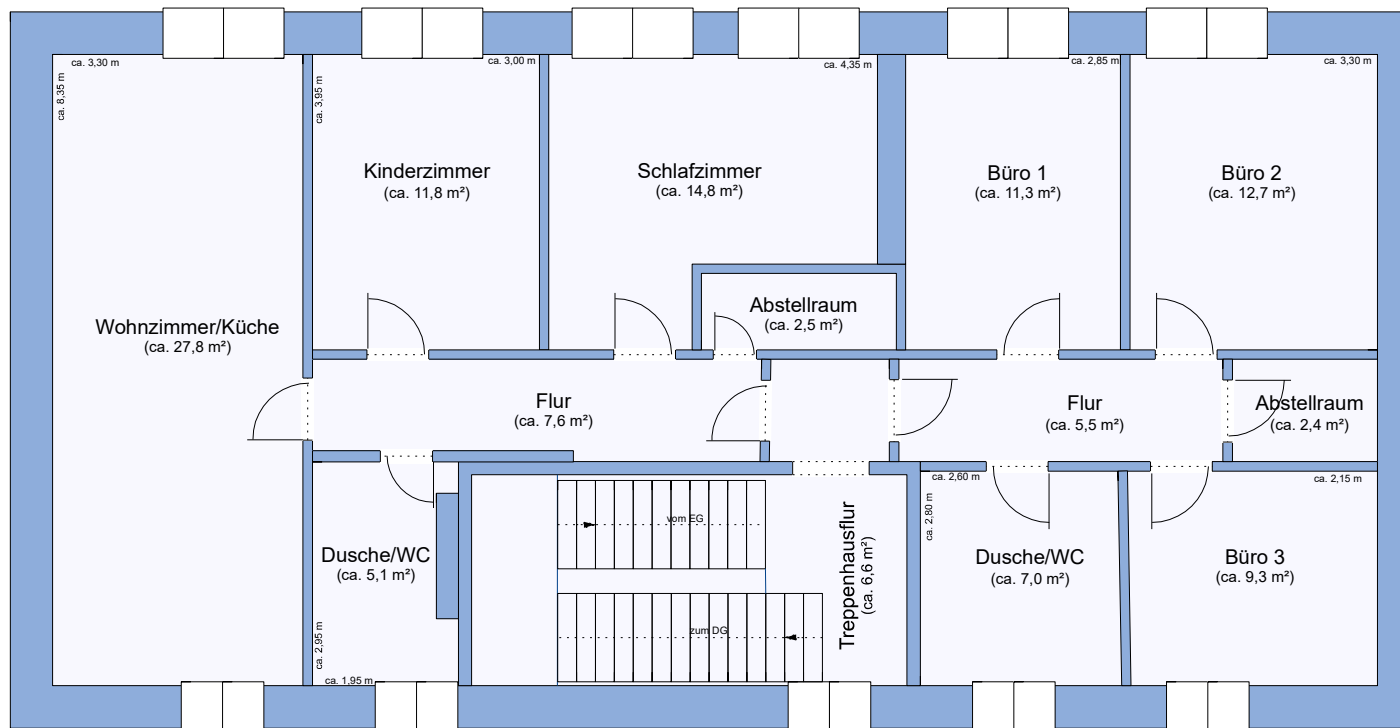 ca. 3,30 m
ca. 8,35 m
Wohnzimmer/Küche
(ca. 27,8 m²)
ca. 3,00 m
ca. 3,95 m
Kinderzimmer
(ca. 11,8 m²)
ca. 4,35 m
Schlafzimmer
(ca. 14,8 m²)
ca. 2,85 m
Büro 1
(ca. 11,3 m²)
ca. 3,30 m
Büro 2
(ca. 12,7 m²)
Abstellraum
(ca. 2,5 m²)
Flur
(ca. 7,6 m²)
Flur
(ca. 5,5 m²)
Abstellraum
(ca. 2,4 m²)
Dusche/WC
(ca. 5,1 m²)
ca. 2,95 m
ca. 1,95 m
vom EG
zum DG
Treppenhausflur
(ca. 6,6 m²)
ca. 2,60 m
ca. 2,80 m
Dusche/WC
(ca. 7,0 m²)
ca. 2,15 m
Büro 3
(ca. 9,3 m²)